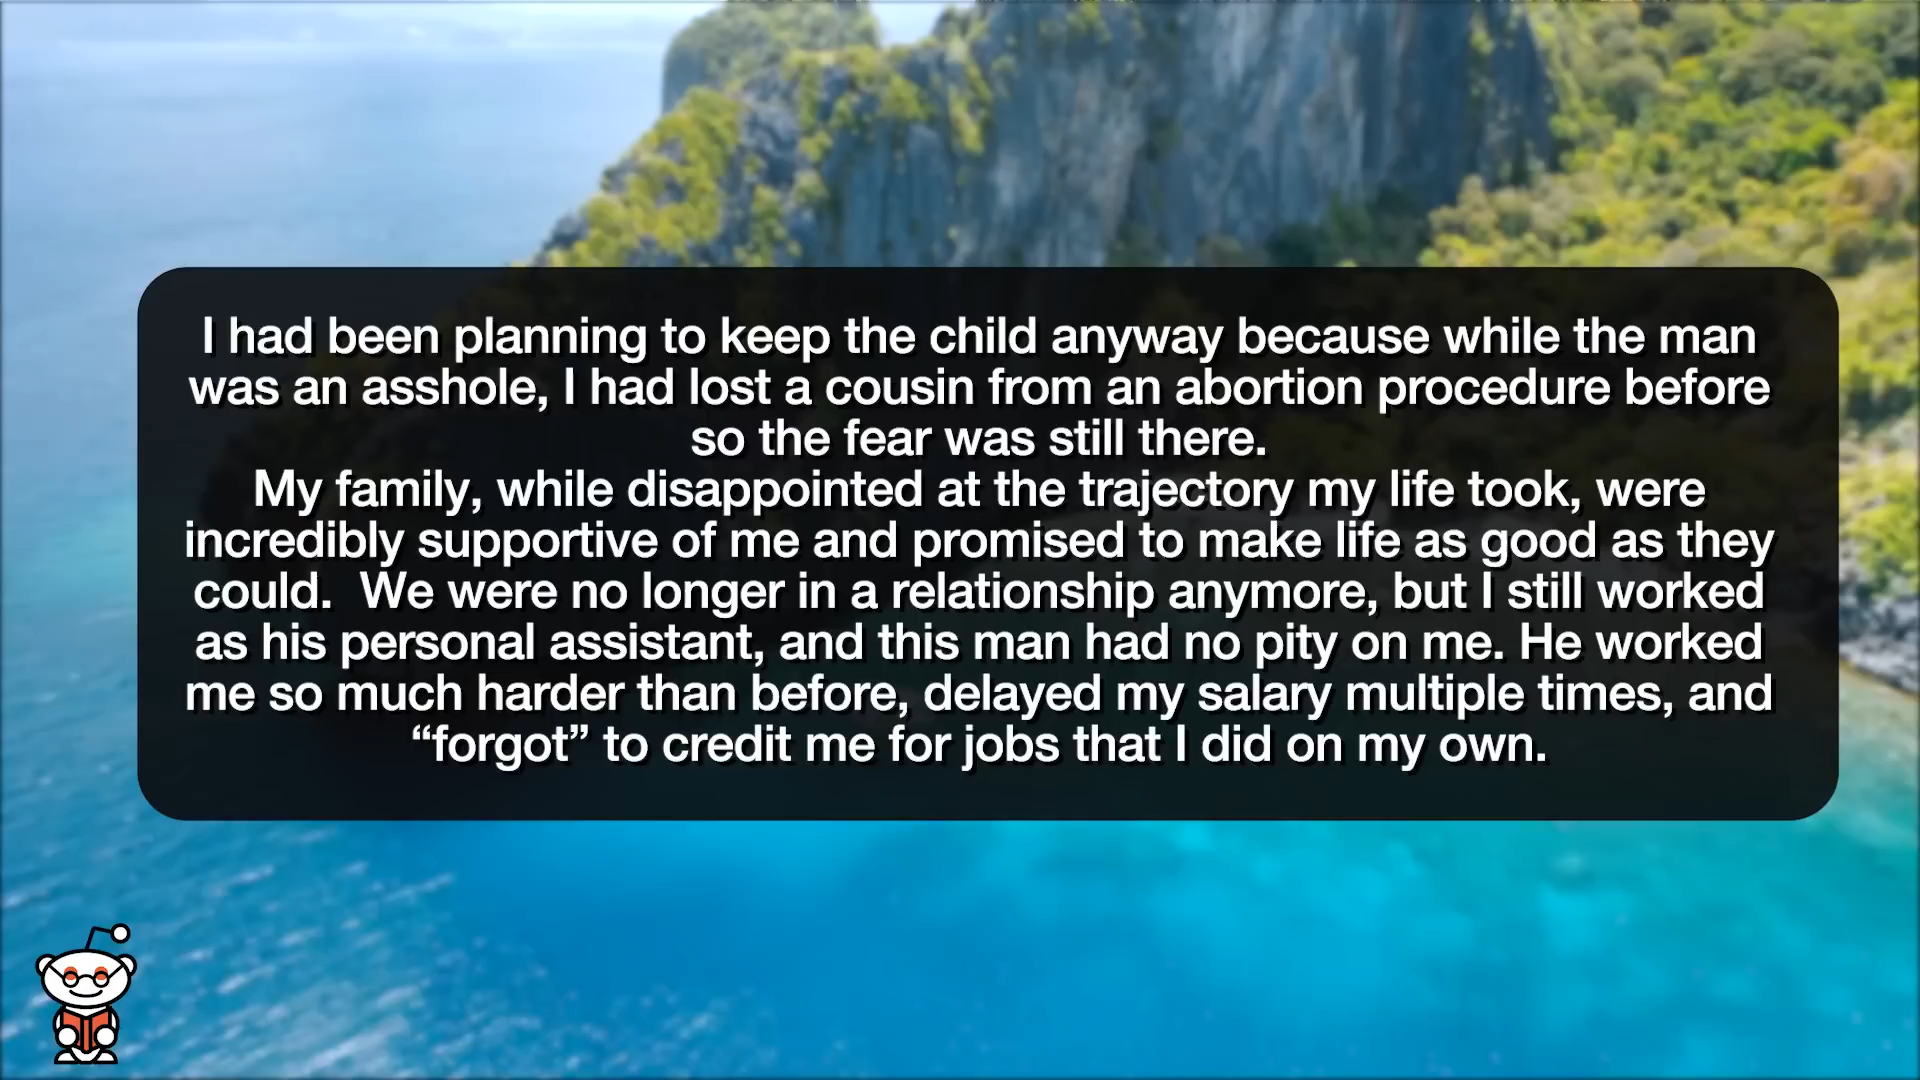 I had been planning to keep the child anyway because while the man
was an asshole, I had lost a cousin from an abortion procedure before
so the fear was still there.
My family, while disappointed at the trajectory my life took, were
incredibly supportive of me and promised to make life as good as they
could.  We were no longer in a relationship anymore, but I still worked
as his personal assistant, and this man had no pity on me. He worked
me so much harder than before, delayed my salary multiple times, and
“forgot” to credit me for jobs that I did on my own.